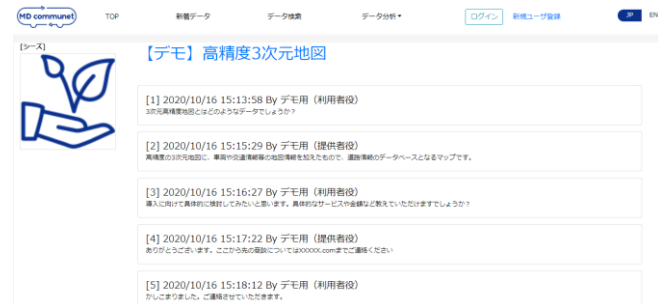 MD communet
TOP
新着データ
データ検索
データ分析▼
ログイン
新規ユーザ登録
JP
EN
[シーズ]
【デモ】高精度3次元地図
[1] 2020/10/16 15:13:58 By デモ用（利用者役）
3次元高精度地図とはどのようなデータでしょうか？
[2] 2020/10/16 15:15:29 By デモ用（提供者役）
高精度の3次元地図に、車両や交通情報等の地図情報を加えたもので、道路情報のデータベースとなるマップです。
[3] 2020/10/16 15:16:27 By デモ用（利用者役）
導入に向けて具体的に検討してみたいと思います。具体的なサービスや金額など教えていただけますでしょうか？
[4] 2020/10/16 15:17:22 By デモ用（提供者役）
ありがとうございます。ここから先の商談についてはXXXXX.comまでご連絡ください
[5] 2020/10/16 15:18:12 By デモ用（利用者役）
かしこまりました。ご連絡させていただきます。